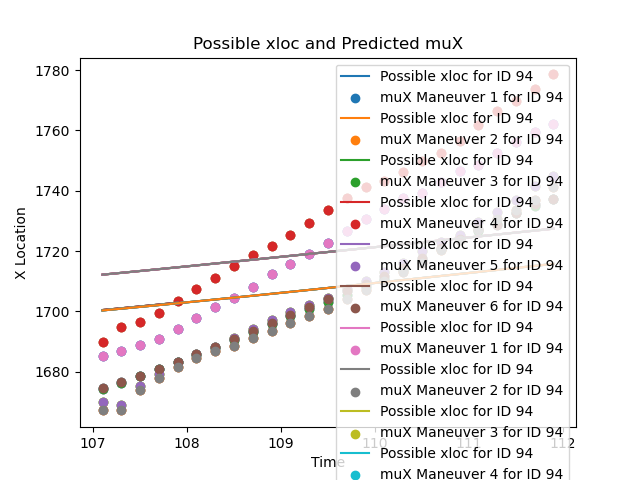 Possible xloc and Predicted muX
1780
1760
1740
1720
1700
1680
X Location
107
108
109
110
111
112
Time
Possible xloc for ID 94
muX Maneuver 1 for ID 94
Possible xloc for ID 94
muX Maneuver 2 for ID 94
Possible xloc for ID 94
muX Maneuver 3 for ID 94
Possible xloc for ID 94
muX Maneuver 4 for ID 94
Possible xloc for ID 94
muX Maneuver 5 for ID 94
Possible xloc for ID 94
muX Maneuver 6 for ID 94
Possible xloc for ID 94
muX Maneuver 1 for ID 94
Possible xloc for ID 94
muX Maneuver 2 for ID 94
Possible xloc for ID 94
muX Maneuver 3 for ID 94
Possible xloc for ID 94
muX Maneuver 4 for ID 94